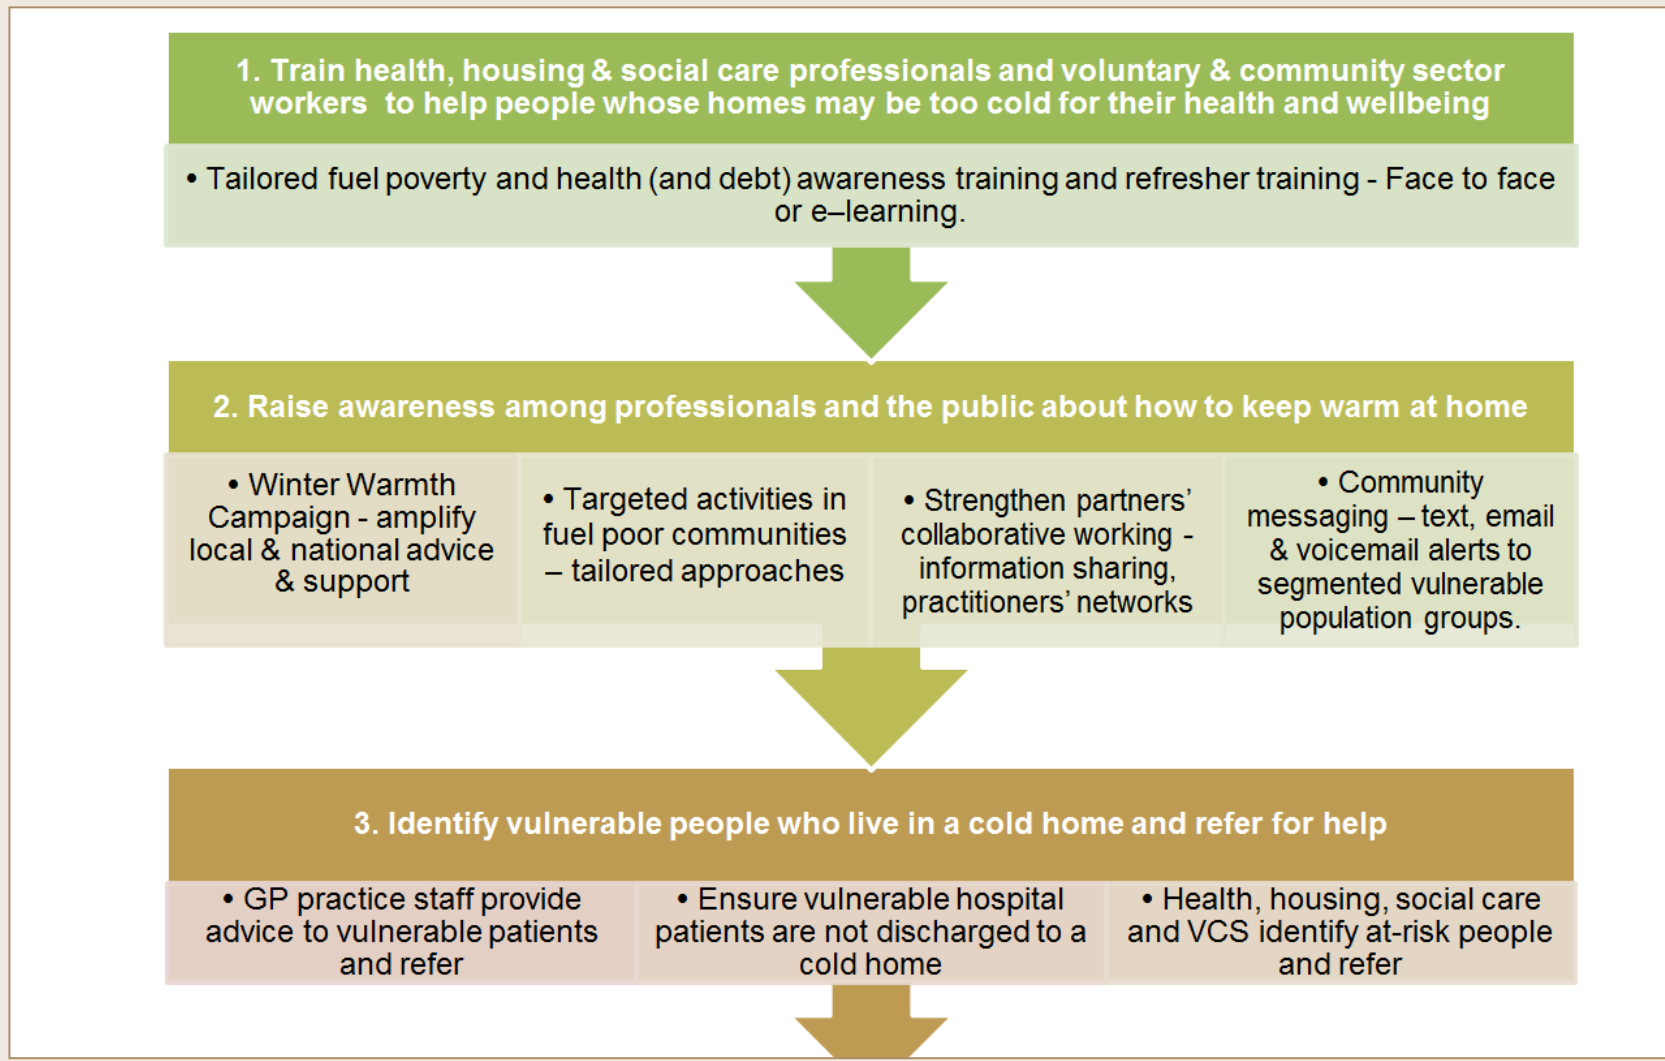 1. Train health, housing & social care professionals and voluntary & community sector
workers to help people whose homes may be too cold for their health and wellbeing
• Tailored fuel poverty and health (and debt) awareness training and refresher training - Face to face
or e–learning.
2. Raise awareness among professionals and the public about how to keep warm at home
• Winter Warmth
Campaign - amplify
local & national advice
& support
• Targeted activities in
fuel poor communities
– tailored approaches
• Strengthen partners’
collaborative working -
information sharing,
practitioners’ networks
• Community
messaging – text, email
& voicemail alerts to
segmented vulnerable
population groups.
3. Identify vulnerable people who live in a cold home and refer for help
• GP practice staff provide
advice to vulnerable patients
and refer
• Ensure vulnerable hospital
patients are not discharged to a
cold home
• Health, housing, social care
and VCS identify at-risk people
and refer